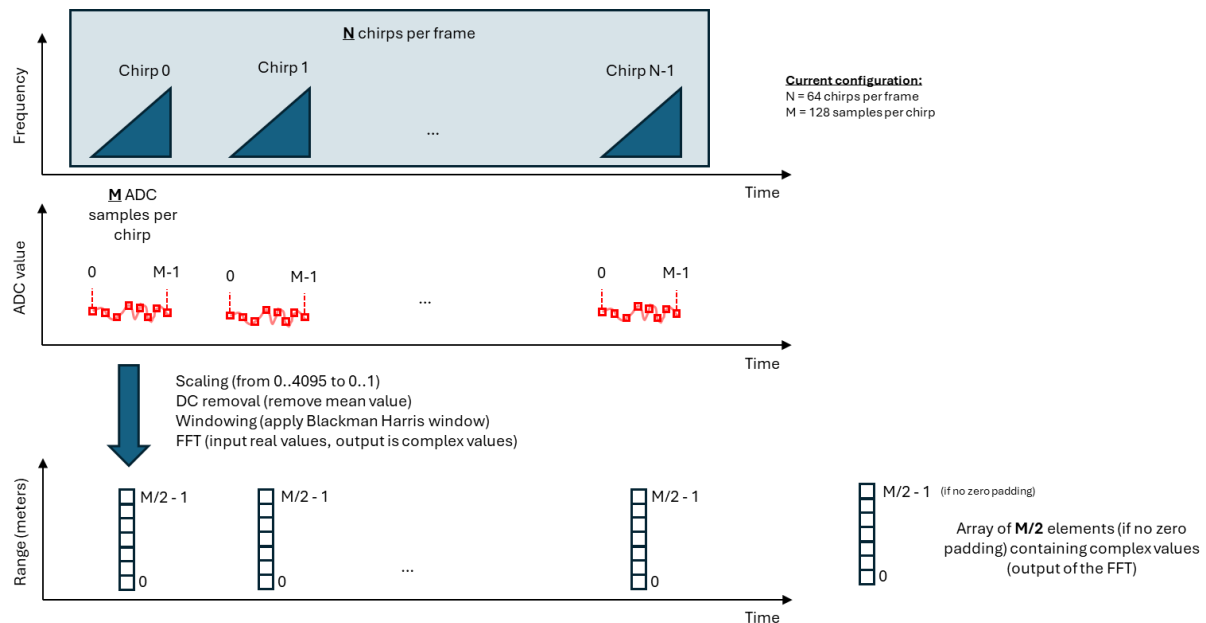 N chirps per frame
Frequency
Chirp 0
Chirp 1
Chirp N-1
...
Time
Current configuration:
N = 64 chirps per frame
M = 128 samples per chirp
M ADC
samples per
chirp
ADC value
0
M-1
0
M-1
...
0
M-1
Time
Scaling (from 0..4095 to 0..1)
DC removal (remove mean value)
Windowing (apply Blackman Harris window)
FFT (input real values, output is complex values)
Range (meters)
M/2 - 1
0
M/2 - 1
0
...
M/2 - 1
0
Time
M/2 - 1 (if no zero padding)
0
Array of M/2 elements (if no zero
padding) containing complex values
(output of the FFT)